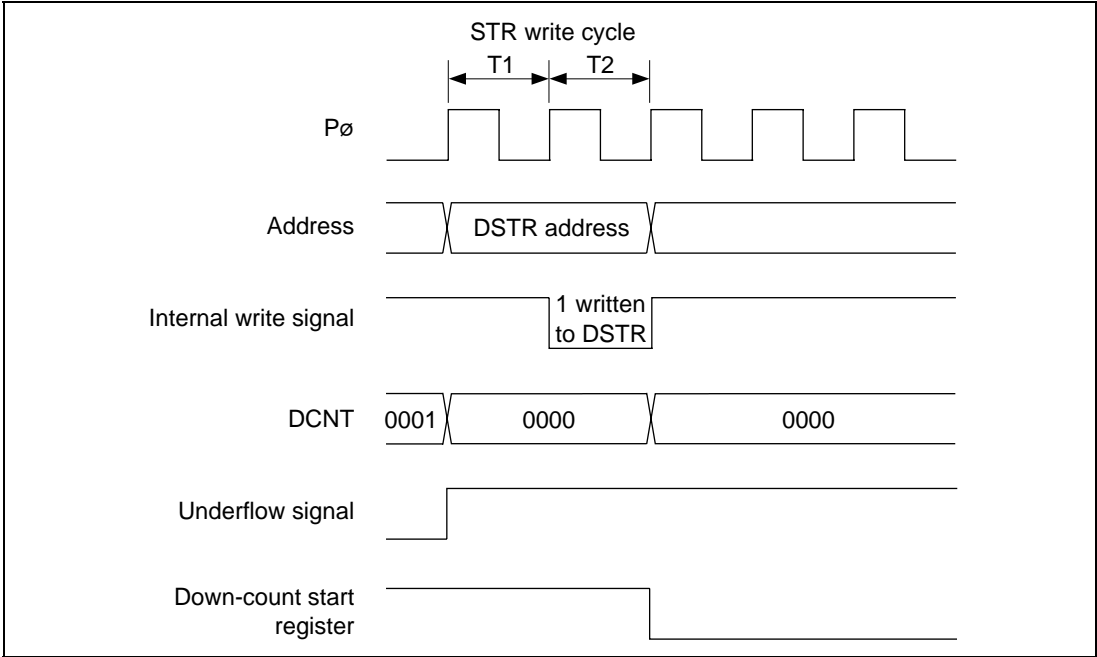 STR write cycle
T1 T2
Pø
Address
DSTR address
Internal write signal
1 written
to DSTR
DCNT
0001 0000 0000
Underflow signal
Down-count start
register